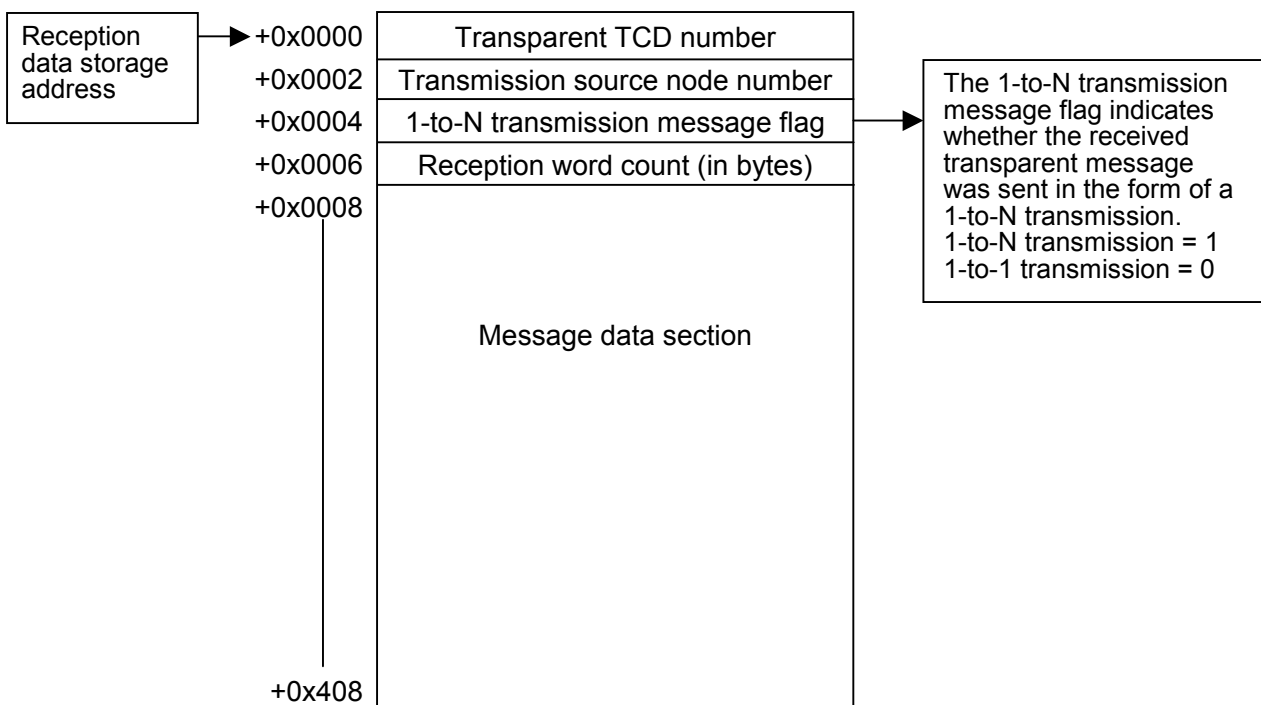 Reception
data storage
address
+0x0000
Transparent TCD number
+0x0002
Transmission source node number
+0x0004
1-to-N transmission message flag
+0x0006
Reception word count (in bytes)
+0x0008
Message data section
+0x408
The 1-to-N transmission
message flag indicates
whether the received
transparent message
was sent in the form of a
1-to-N transmission.
1-to-N transmission = 1
1-to-1 transmission = 0